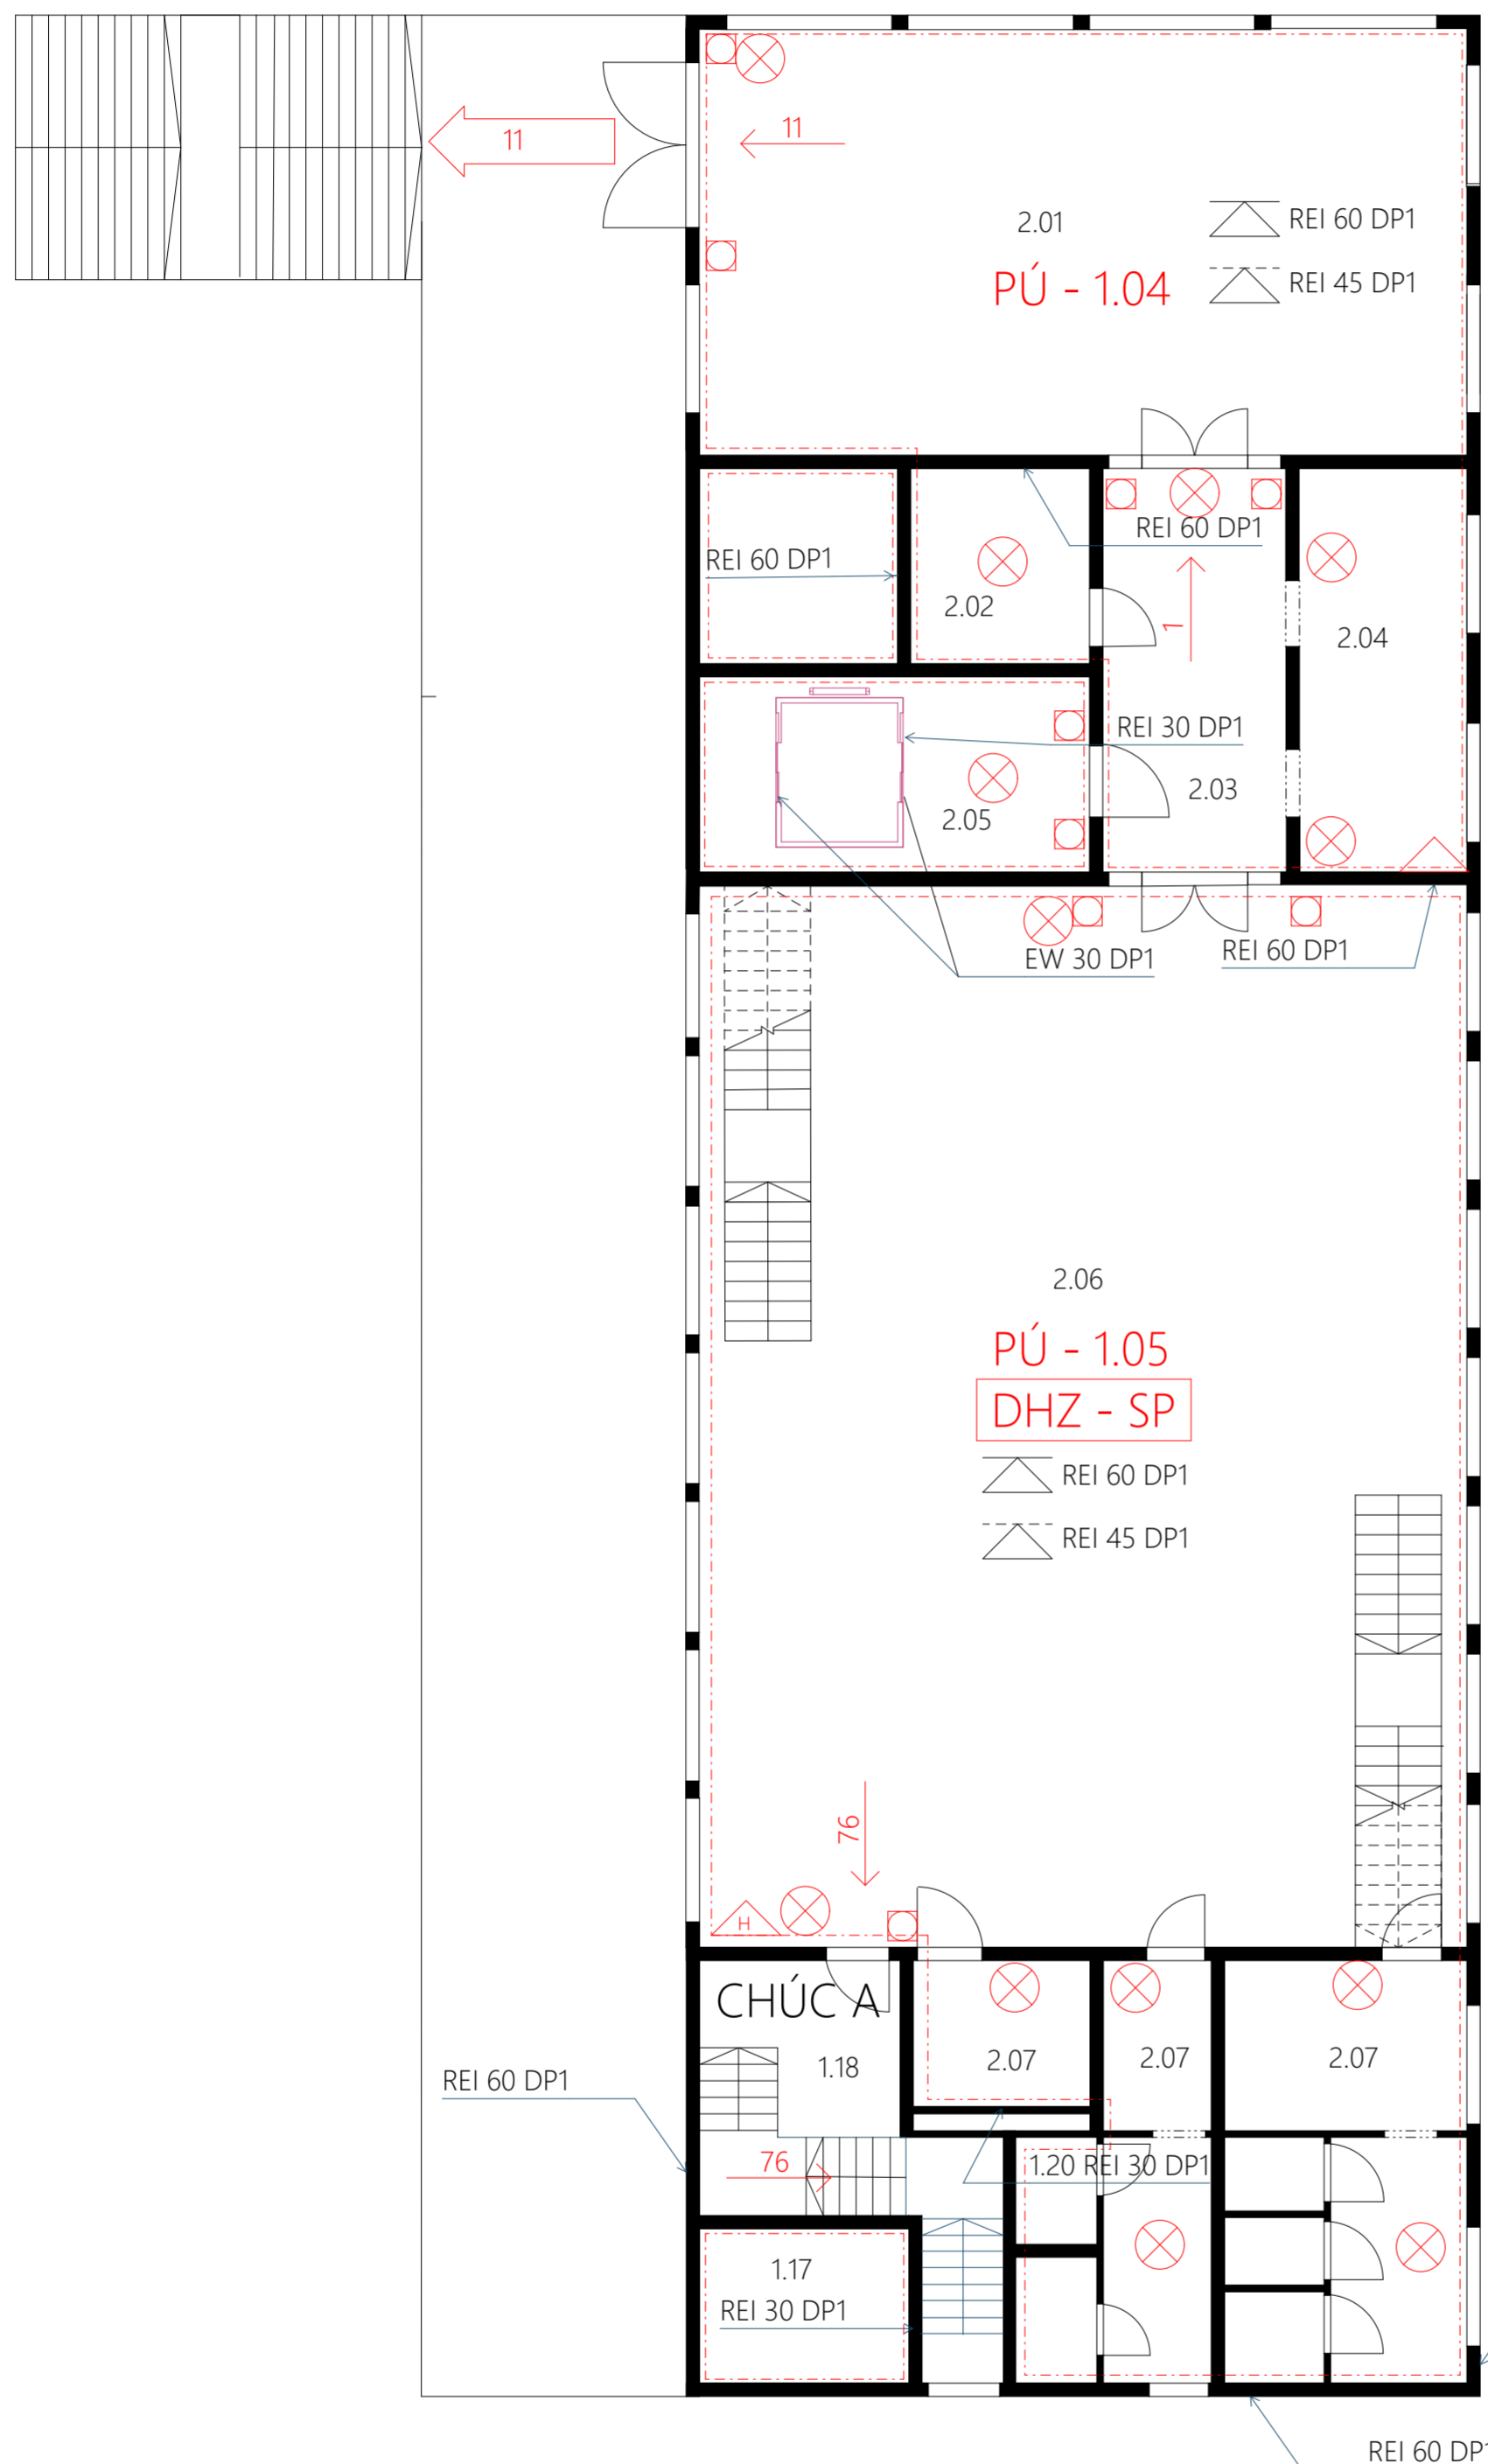 11
11
2.01
REI 60 DP1
PÚ - 1.04
REI 45 DP1
REI 60 DP1
REI 60 DP1
2.02
1
2.04
REI 30 DP1
2.03
2.05
EW 30 DP1
REI 60 DP1
2.06
PÚ - 1.05
DHZ - SP
REI 60 DP1
REI 45 DP1
76
H
CHÚC A
1.18
2.07
2.07
2.07
REI 60 DP1
76
1.20 REI 30 DP1
1.17
REI 30 DP1
REI 60 DP1